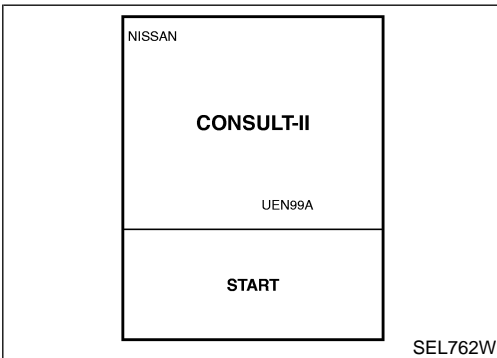 NISSAN
CONSULT-II
UEN99A
START
SEL762W